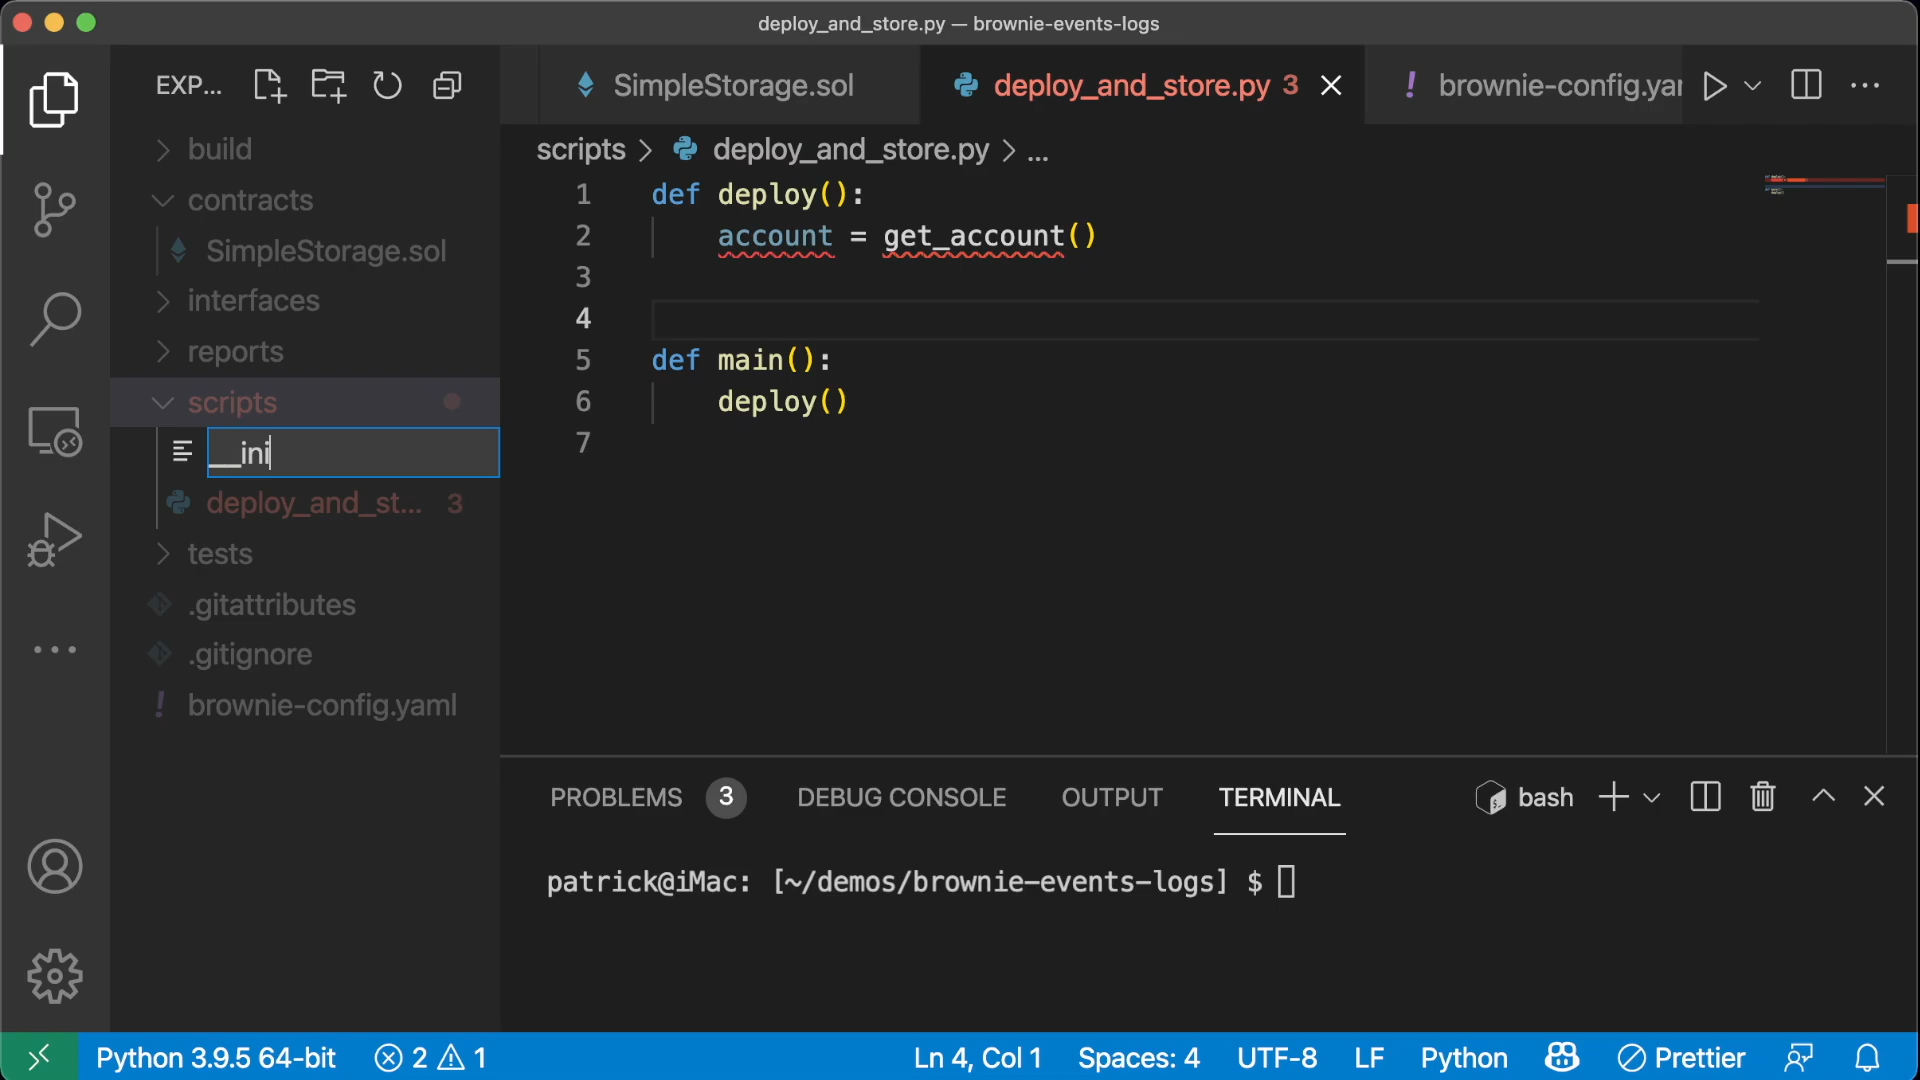 deploy_and_store.py — brownie-events-logs
EXP...
SimpleStorage.sol
deploy_and_store.py 3
! brownie-config.yar
build
contracts
SimpleStorage.sol
interfaces
reports
scripts
__ini
deploy_and_st... 3
tests
.gitattributes
.gitignore
! brownie-config.yaml
scripts > deploy_and_store.py > ...
1 def deploy():
2 account = get_account()
3
4
5 def main():
6 deploy()
7
PROBLEMS 3 DEBUG CONSOLE OUTPUT TERMINAL bash
patrick@iMac: [~/demos/brownie-events-logs] $
Python 3.9.5 64-bit 2 1 Ln 4, Col 1 Spaces: 4 UTF-8 LF Python Prettier